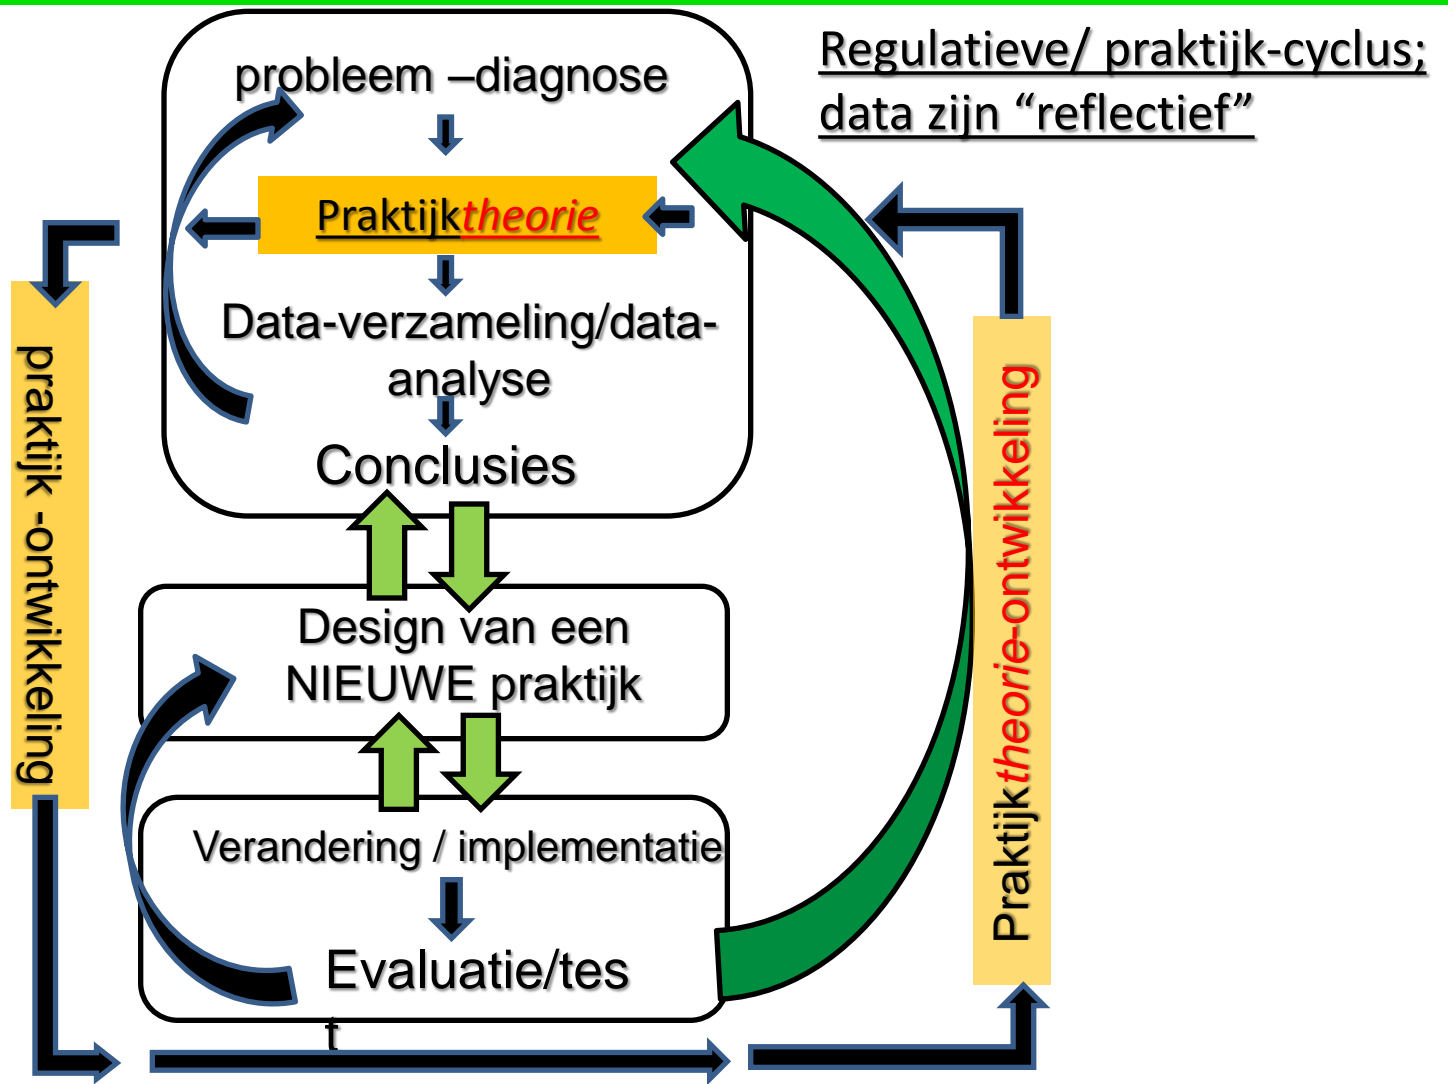 Regulatieve/ praktijk-cyclus;
data zijn “reflectief”
probleem –diagnose
Praktijktheorie
Data-verzameling/data-
analyse
Conclusies
Design van een
NIEUWE praktijk
Verandering / implementatie
Evaluatie/tes
t
praktijk -ontwikkeling
Praktijktheorie-ontwikkeling